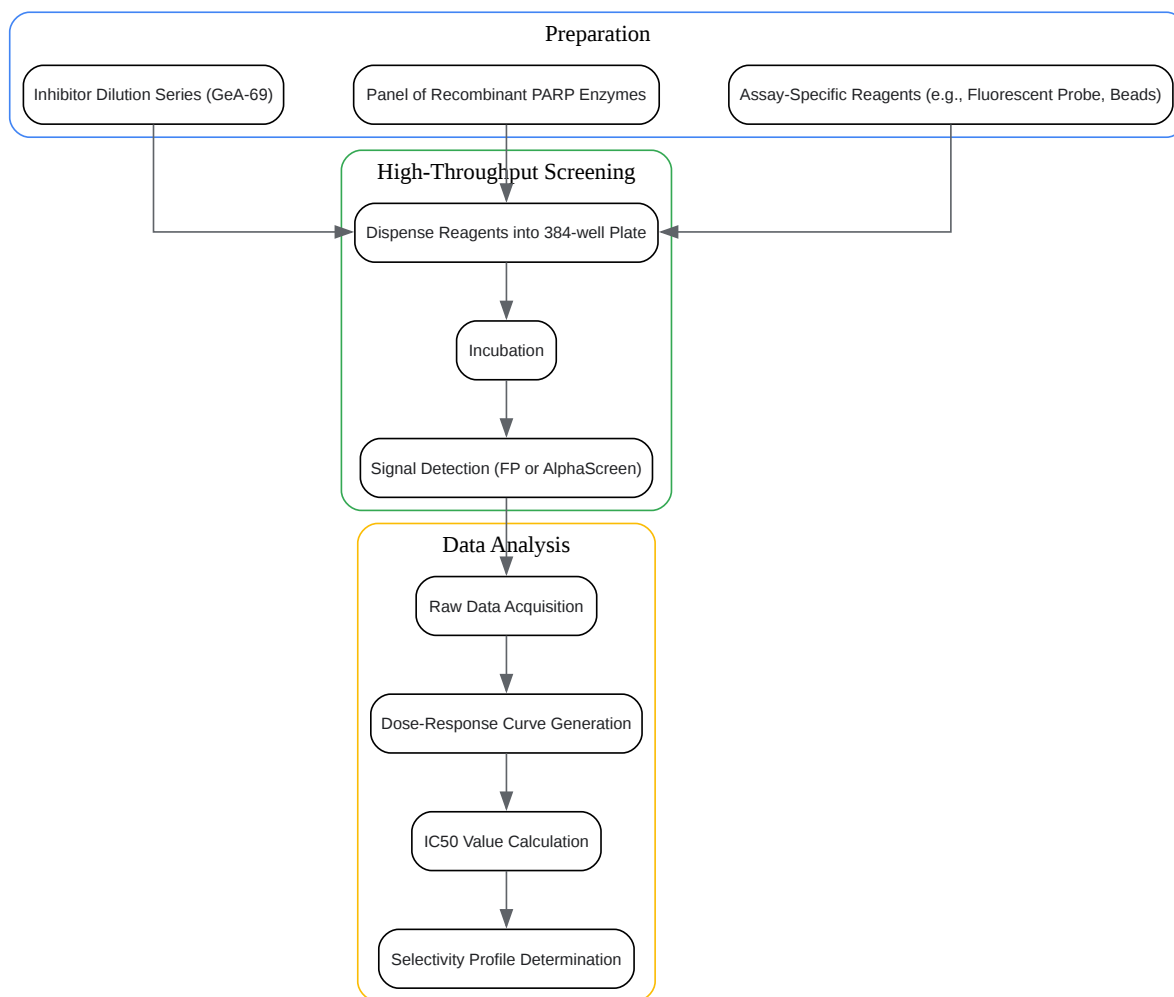 Preparation
Inhibitor Dilution Series (GeA-69)
Panel of Recombinant PARP Enzymes
Assay-Specific Reagents (e.g., Fluorescent Probe, Beads)
High-Throughput Screening
Dispense Reagents into 384-well Plate
Incubation
Signal Detection (FP or AlphaScreen)
Data Analysis
Raw Data Acquisition
Dose-Response Curve Generation
IC50 Value Calculation
Selectivity Profile Determination